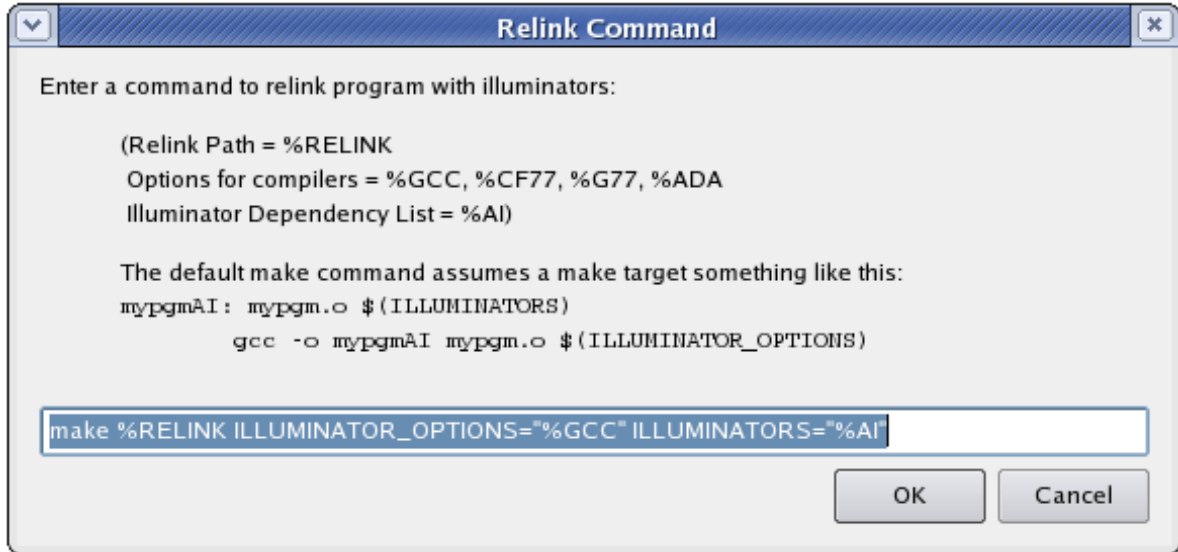 Relink Command
Enter a command to relink program with illuminators:
(Relink Path = %RELINK
Options for compilers = %GCC, %CF77, %G77, %ADA
Illuminator Dependency List = %AI)
The default make command assumes a make target something like this:
mypgmAI: mypgm.o $(ILLUMINATORS)
gcc -o mypgmAI mypgm.o $(ILLUMINATOR_OPTIONS)
make %RELINK ILLUMINATOR_OPTIONS="%GCC" ILLUMINATORS="%AI"
OK Cancel